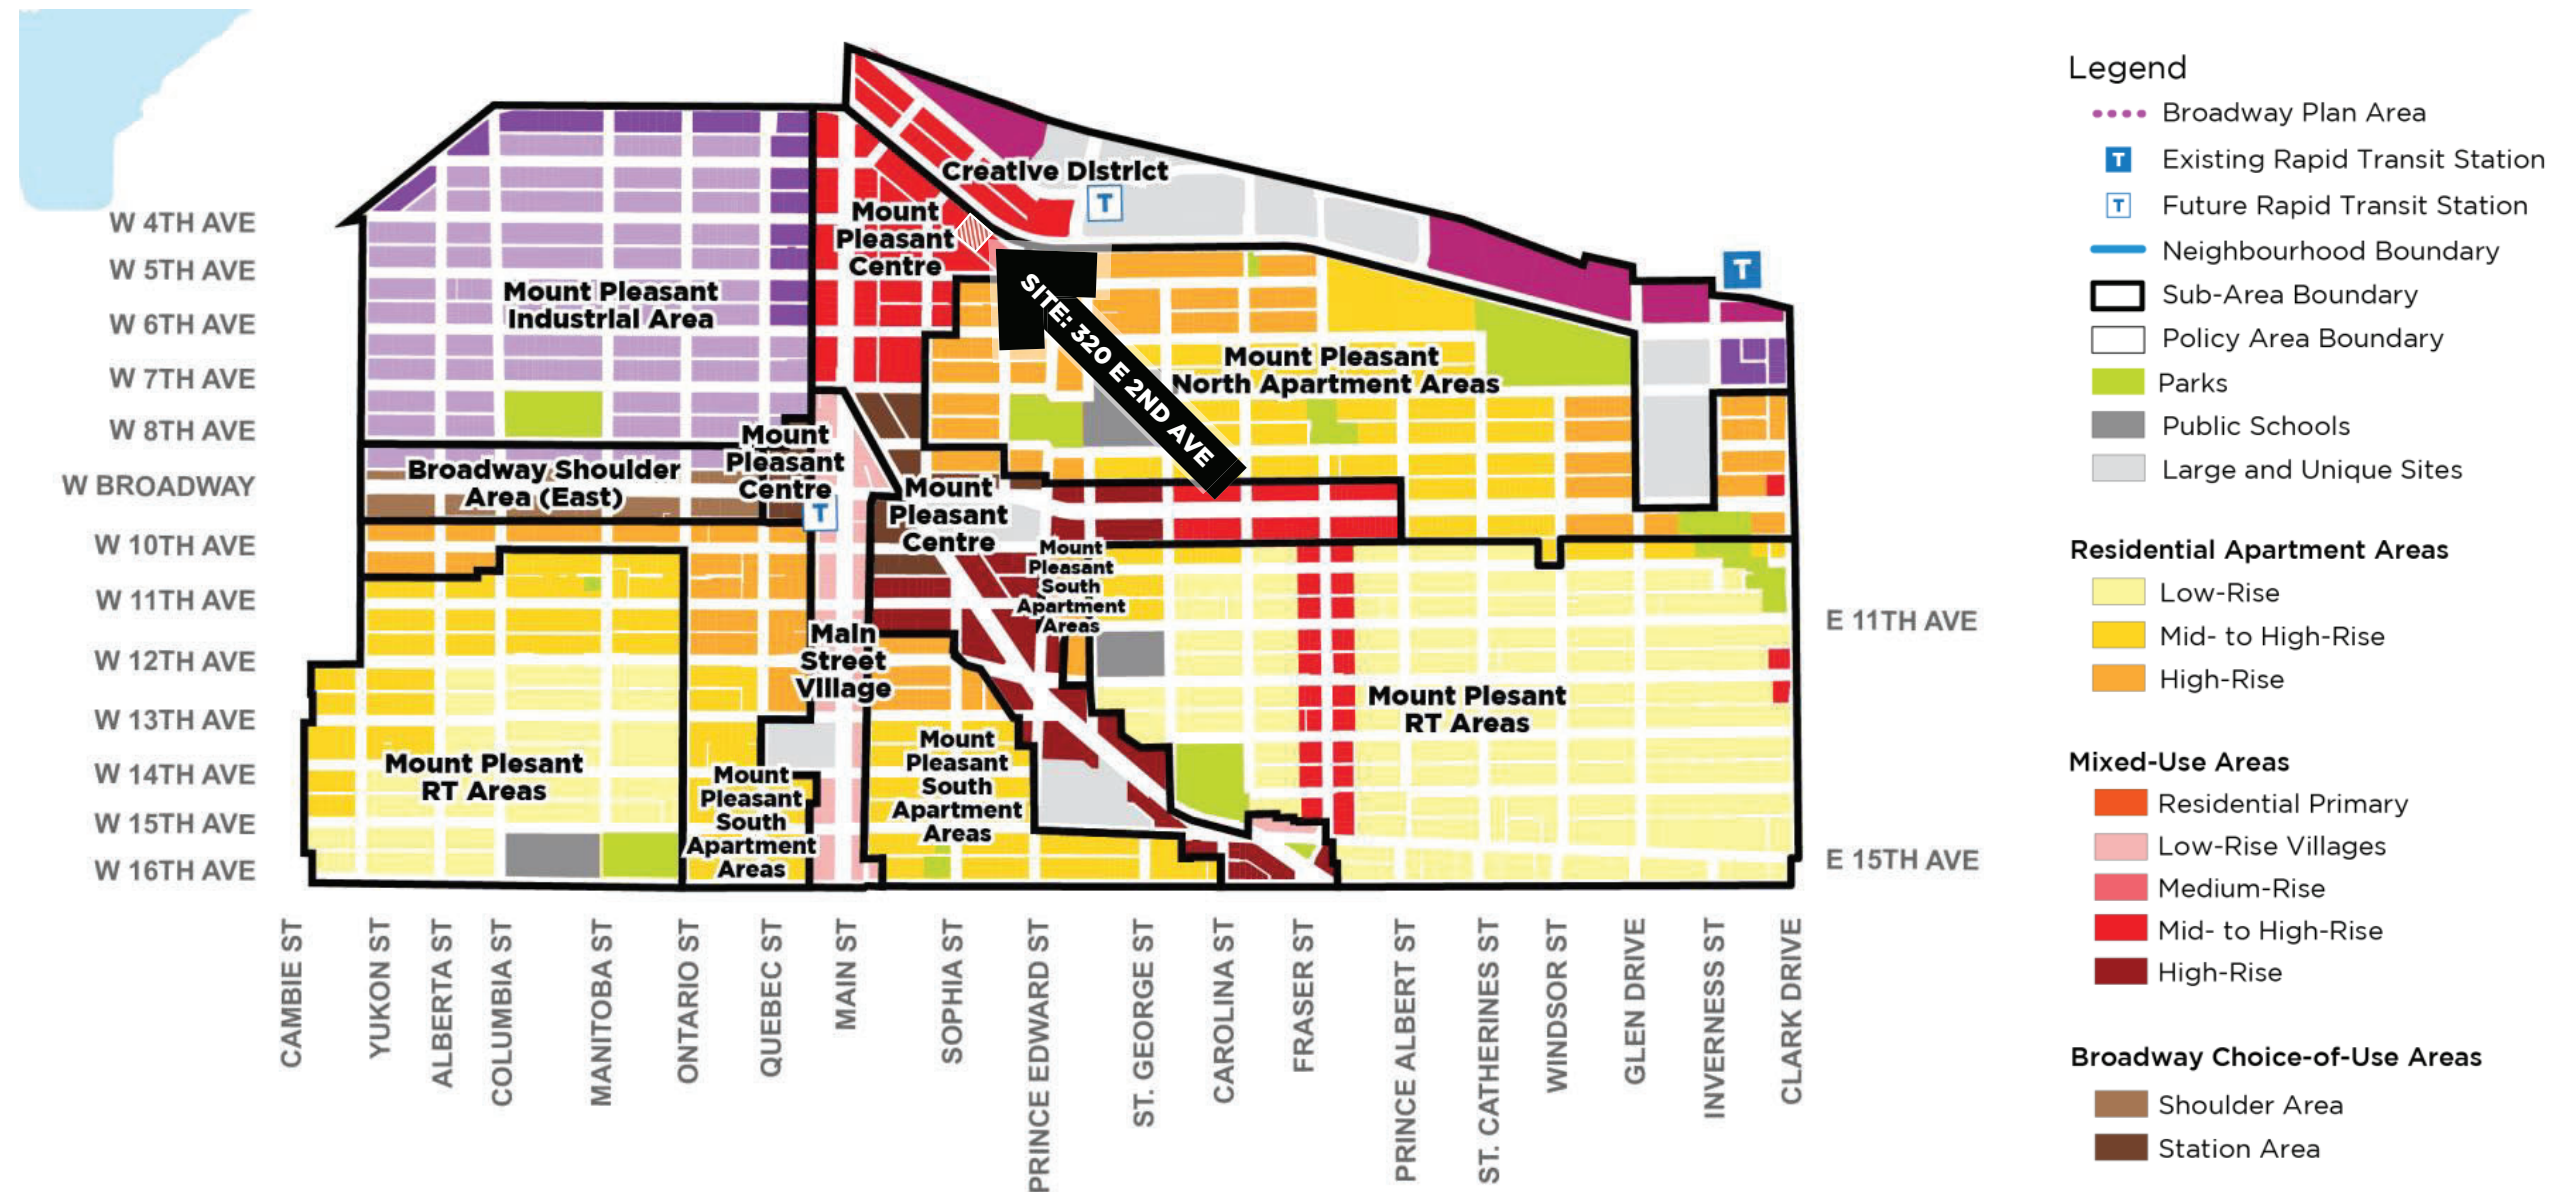 W 4TH AVE
W 5TH AVE
W 6TH AVE
W 7TH AVE
W 8TH AVE
W BROADWAY
W 10TH AVE
W 11TH AVE
W 12TH AVE
W 13TH AVE
W 14TH AVE
W 15TH AVE
W 16TH AVE
Creative District
T
Mount
Pleasant
Centre
Mount Pleasant
Industrial Area
SITE: 320 E 2ND AVE
T
Mount Pleasant
North Apartment Areas
Mount
Pleasant
Centre
Broadway Shoulder
Area (East)
T
Mount
Pleasant
Centre
Mount
Pleasant
South
Apartment
Areas
Main
Street
Village
Mount Plesant
RT Areas
Mount Plesant
RT Areas
Mount
Pleasant
South
Apartment
Areas
Mount
Pleasant
South
Apartment
Areas
E 11TH AVE
E 15TH AVE
CAMBIE ST
YUKON ST
ALBERTA ST
COLUMBIA ST
MANITOBA ST
ONTARIO ST
QUEBEC ST
MAIN ST
SOPHIA ST
PRINCE EDWARD ST
ST. GEORGE ST
CAROLINA ST
FRASER ST
PRINCE ALBERT ST
ST. CATHERINES ST
WINDSOR ST
GLEN DRIVE
INVERNESS ST
CLARK DRIVE
Legend
Broadway Plan Area
T Existing Rapid Transit Station
T Future Rapid Transit Station
Neighbourhood Boundary
Sub-Area Boundary
Policy Area Boundary
Parks
Public Schools
Large and Unique Sites
Residential Apartment Areas
Low-Rise
Mid- to High-Rise
High-Rise
Mixed-Use Areas
Residential Primary
Low-Rise Villages
Medium-Rise
Mid- to High-Rise
High-Rise
Broadway Choice-of-Use Areas
Shoulder Area
Station Area